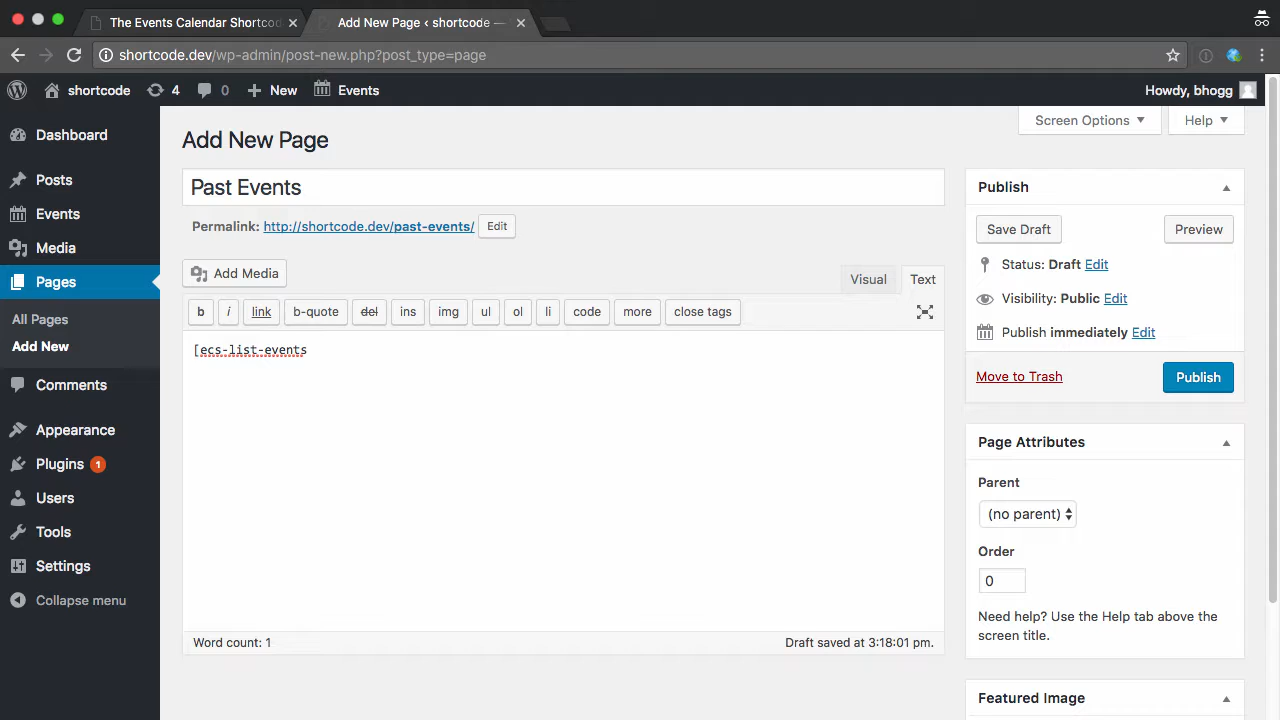 The Events Calendar Shortcod
Add New Page ‹ shortcode —
shortcode.dev/wp-admin/post-new.php?post_type=page
shortcode
4
0
New
Events
Howdy, bhogg
Dashboard
Posts
Events
Media
Pages
All Pages
Add New
Comments
Appearance
Plugins 1
Users
Tools
Settings
Collapse menu
Screen Options
Help
Add New Page
Past Events
Permalink: http://shortcode.dev/past-events/ Edit
Add Media
Visual Text
b i link b-quote del ins img ul ol li code more close tags
[ecs-list-events
Word count: 1
Draft saved at 3:18:01 pm.
Publish
Save Draft
Preview
Status: Draft Edit
Visibility: Public Edit
Publish immediately Edit
Move to Trash
Publish
Page Attributes
Parent
(no parent)
Order
0
Need help? Use the Help tab above the
screen title.
Featured Image